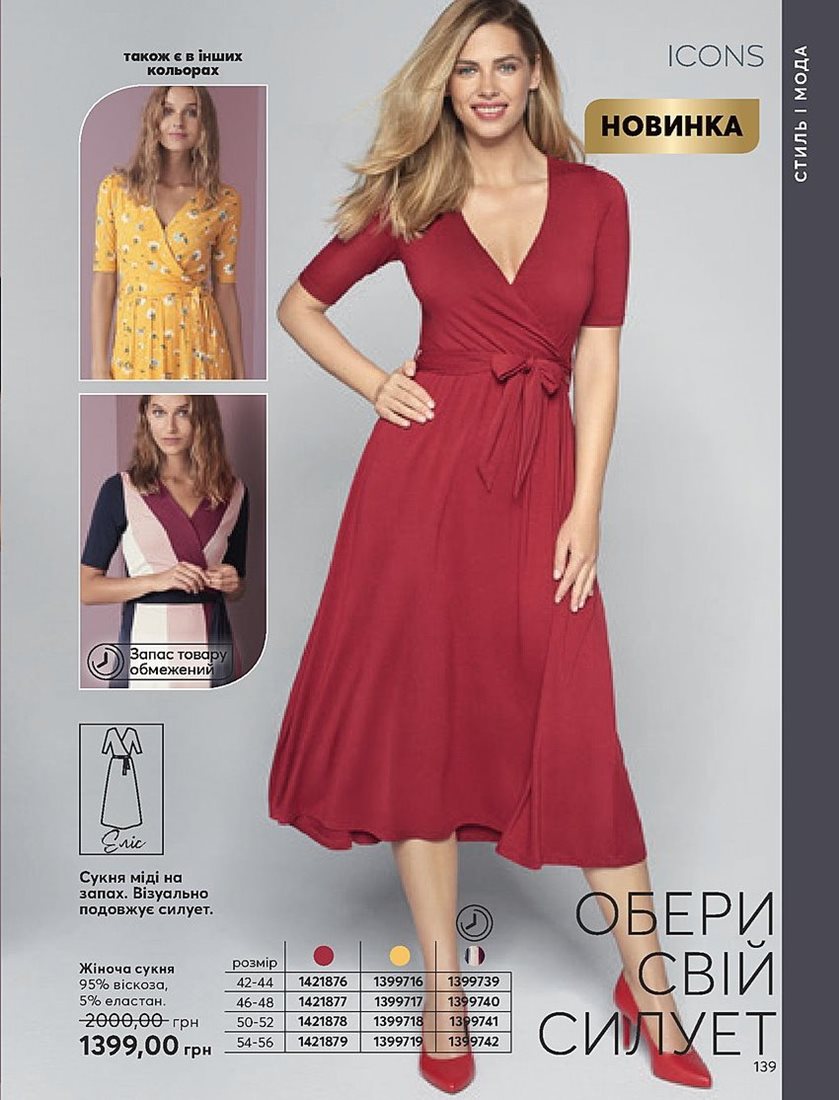 також є в інших
кольорах
ICONS
НОВИНКА
СТИЛЬ | МОДА
Запас товару
обмежений
Еліс
Сукня міді на
запах. Візуально
подовжує силует.
Жіноча сукня
95% віскоза,
5% еластан.
2000,00 грн
1399,00 грн
розмір
42-44 1421876 1399716 1399739
46-48 1421877 1399717 1399740
50-52 1421878 1399718 1399741
54-56 1421879 1399719 1399742
ОБЕРИ
СВІЙ
СИЛУЕТ
139